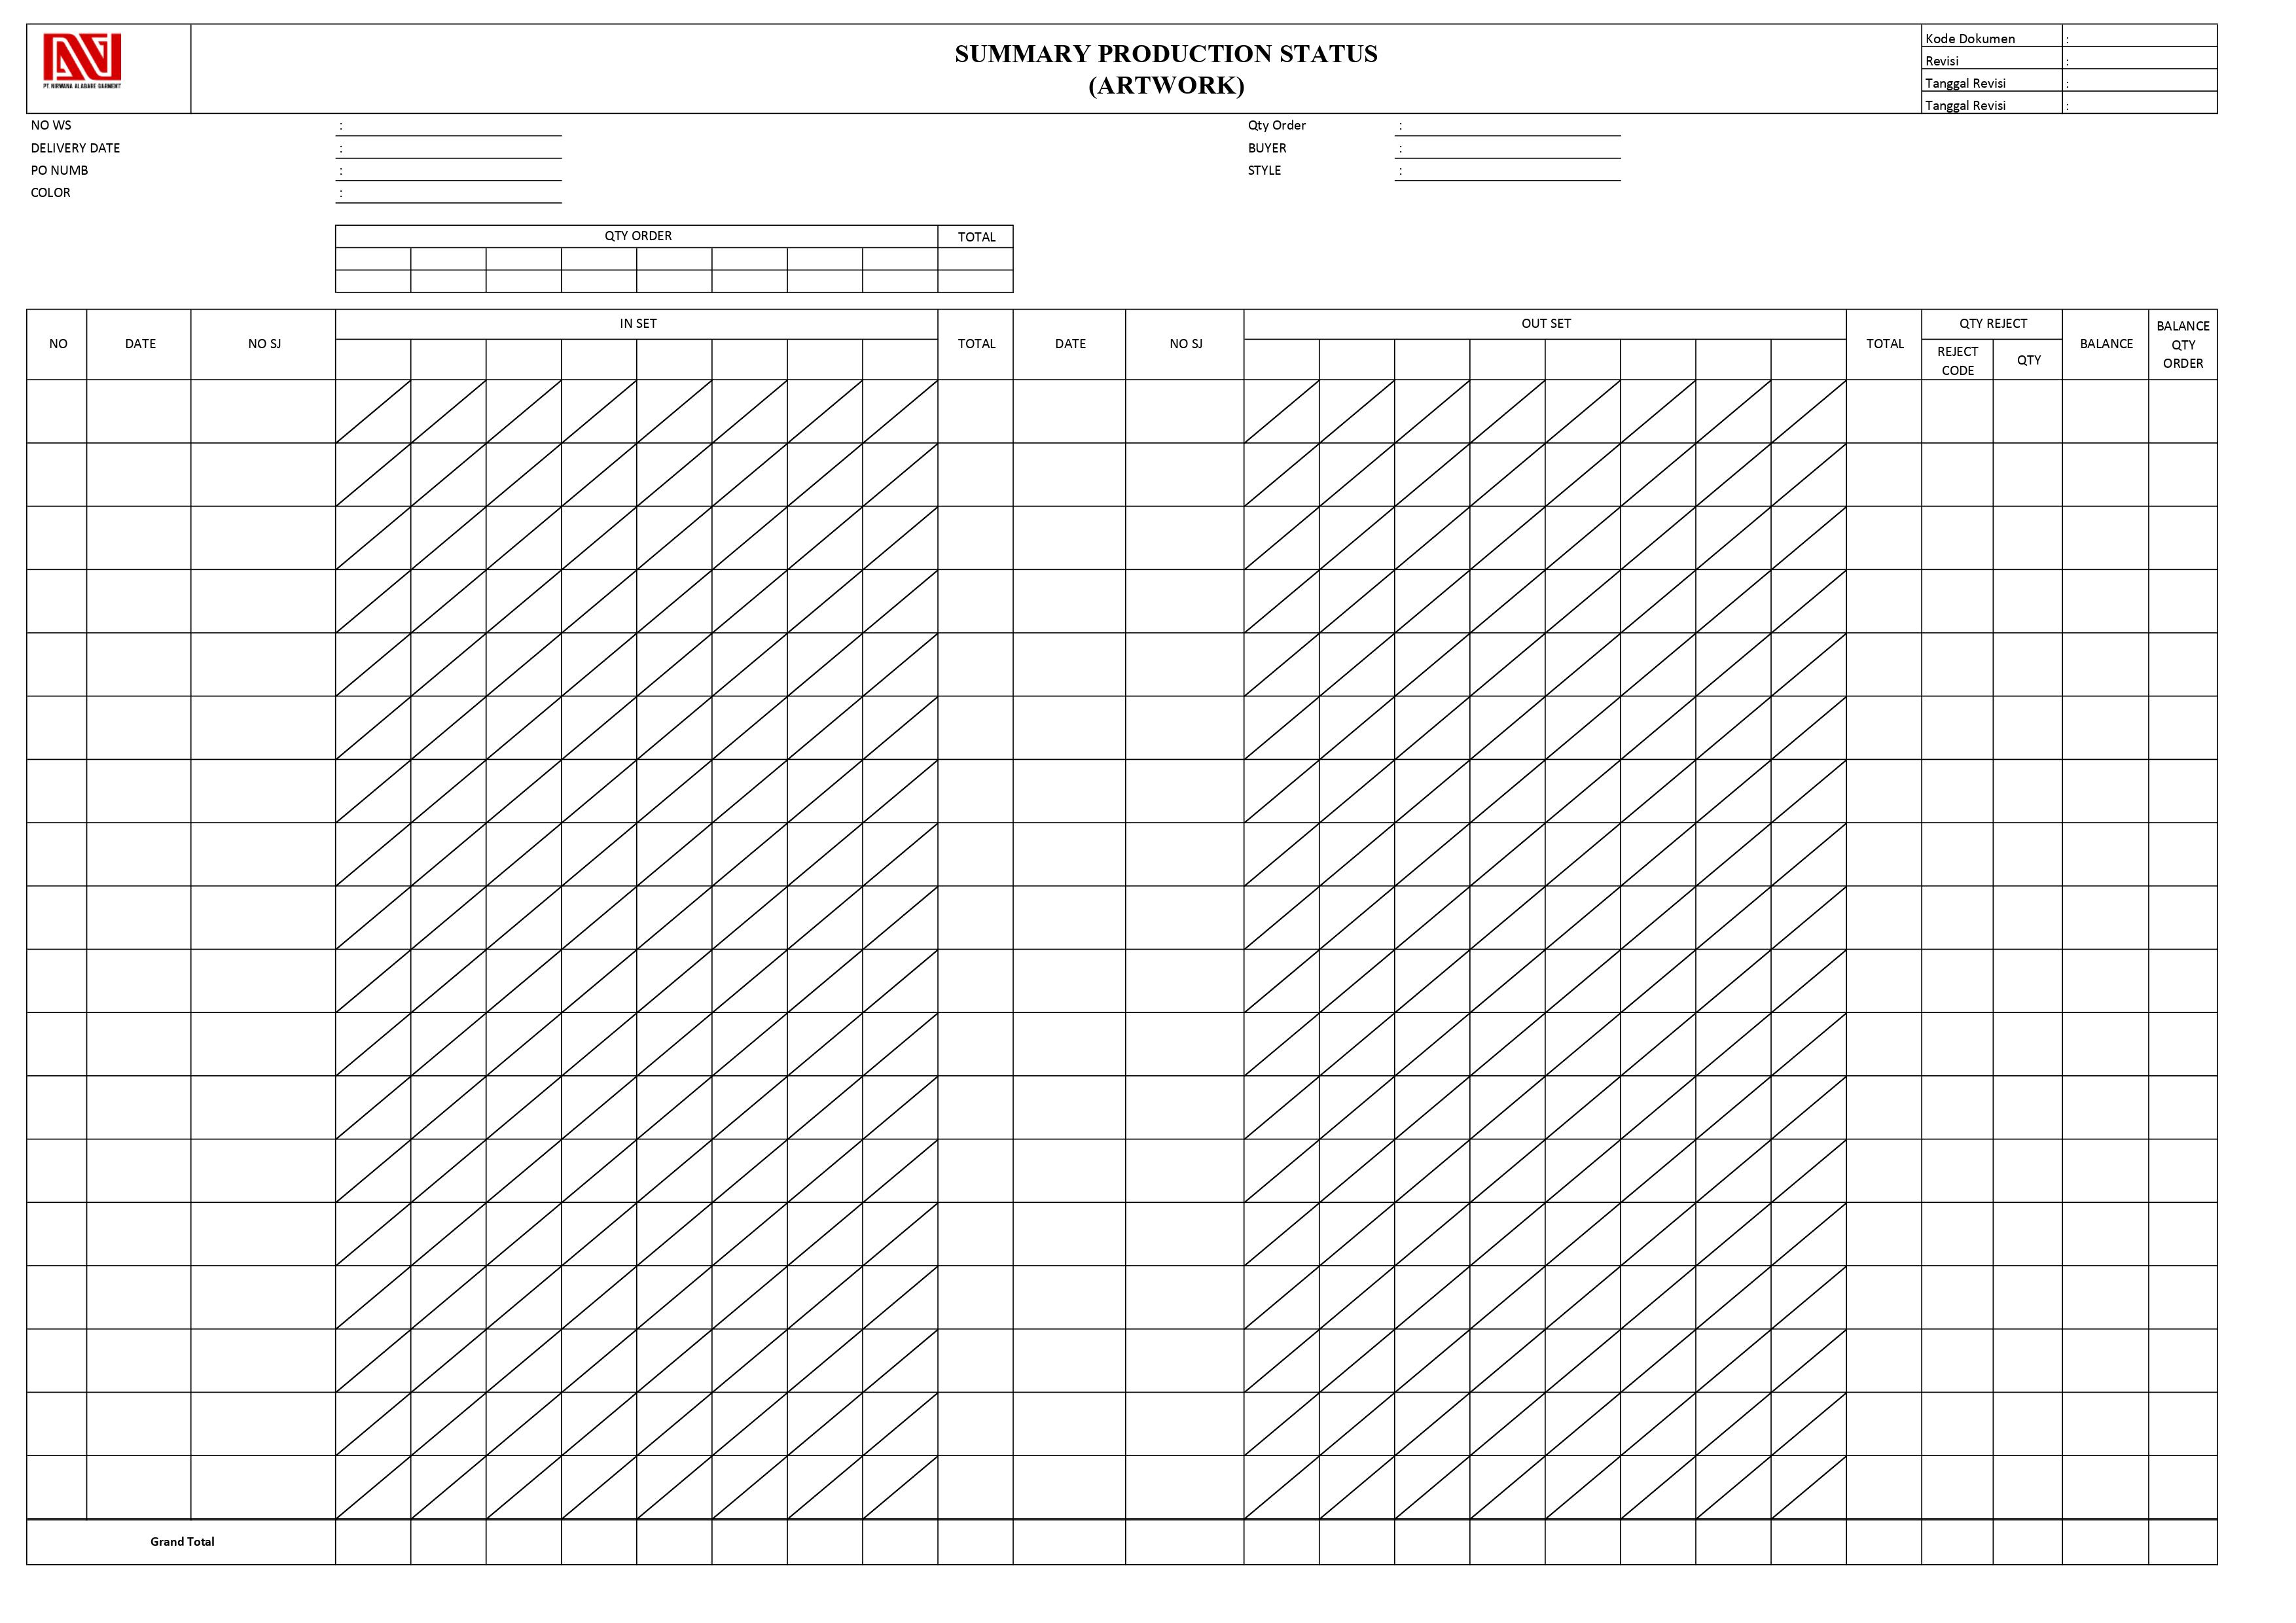 PT. NIRWANA ALABARE GARMENT
SUMMARY PRODUCTION STATUS
(ARTWORK)
Kode Dokumen :
Revisi :
Tanggal Revisi :
Tanggal Revisi :
NO WS :
DELIVERY DATE :
PO NUMB :
COLOR :
Qty Order :
BUYER :
STYLE :
QTY ORDER TOTAL
NO DATE NO SJ IN SET TOTAL DATE NO SJ OUT SET TOTAL QTY REJECT BALANCE BALANCE QTY ORDER
REJECT CODE QTY
Grand Total